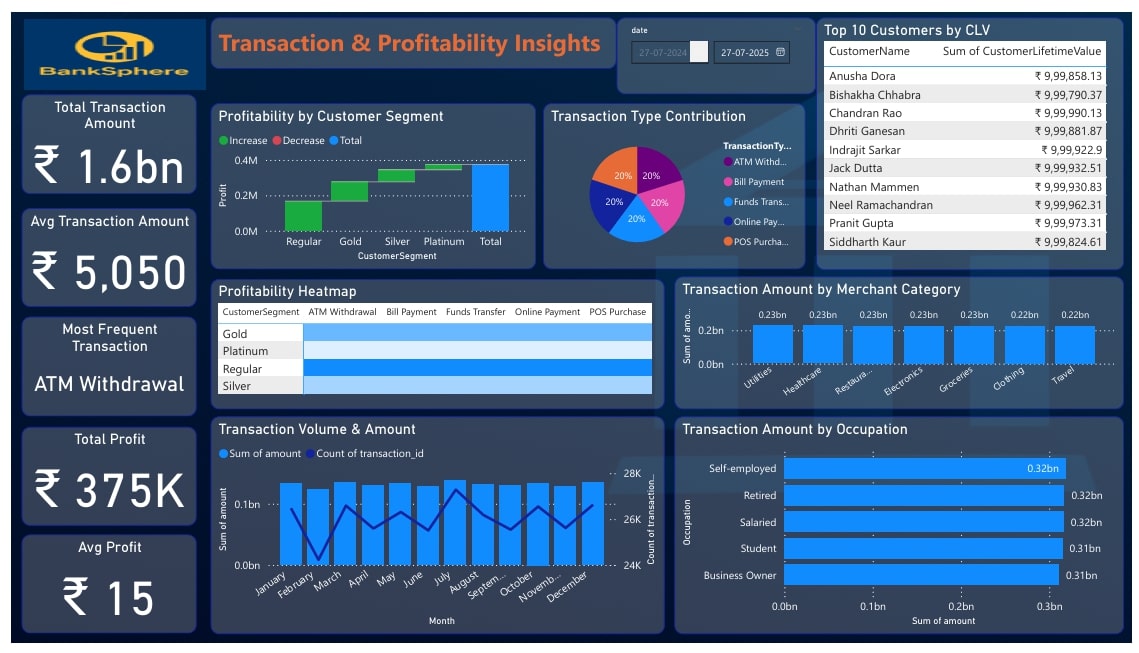 BankSphere
Transaction & Profitability Insights
date
27-07-2024
27-07-2025
Total Transaction
Amount
₹ 1.6bn
Avg Transaction Amount
₹ 5,050
Most Frequent
Transaction
ATM Withdrawal
Total Profit
₹ 375K
Avg Profit
₹ 15
Profitability by Customer Segment
Increase Decrease Total
Profit
0.4M
0.2M
0.0M
Regular Gold Silver Platinum Total
CustomerSegment
Transaction Type Contribution
20% 20%
20% 20%
20%
TransactionTy...
ATM Withd...
Bill Payment
Funds Trans...
Online Pay...
POS Purcha...
Top 10 Customers by CLV
CustomerName Sum of CustomerLifetimeValue
Anusha Dora ₹ 9,99,858.13
Bishakha Chhabra ₹ 9,99,790.37
Chandran Rao ₹ 9,99,990.13
Dhriti Ganesan ₹ 9,99,881.87
Indrajit Sarkar ₹ 9,99,922.9
Jack Dutta ₹ 9,99,932.51
Nathan Mammen ₹ 9,99,930.83
Neel Ramachandran ₹ 9,99,962.31
Pranit Gupta ₹ 9,99,973.31
Siddharth Kaur ₹ 9,99,824.61
Profitability Heatmap
CustomerSegment ATM Withdrawal Bill Payment Funds Transfer Online Payment POS Purchase
Gold
Platinum
Regular
Silver
Transaction Amount by Merchant Category
Sum of amo...
0.2bn
0.0bn
0.23bn 0.23bn 0.23bn 0.23bn 0.23bn 0.22bn 0.22bn
Utilities Healthcare Restaura... Electronics Groceries Clothing Travel
Transaction Volume & Amount
Sum of amount Count of transaction_id
Sum of amount
0.1bn
0.0bn
28K
26K
24K
Count of transaction...
January February March April May June July August Septem... October Novemb... December
Month
Transaction Amount by Occupation
Occupation
Self-employed 0.32bn
Retired 0.32bn
Salaried 0.32bn
Student 0.31bn
Business Owner 0.31bn
0.0bn 0.1bn 0.2bn 0.3bn
Sum of amount